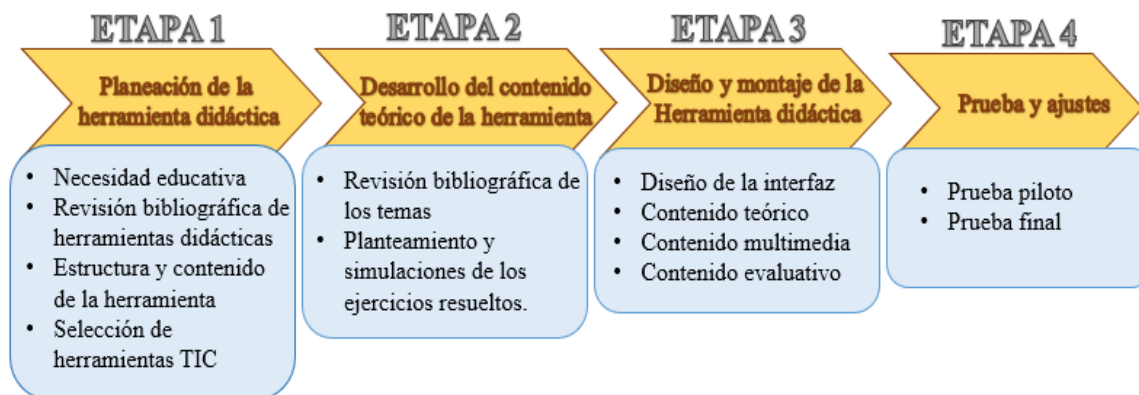 ETAPA 1
Planeación de la
herramienta didáctica
• Necesidad educativa
• Revisión bibliográfica de
herramientas didácticas
• Estructura y contenido
de la herramienta
• Selección de
herramientas TIC
ETAPA 2
Desarrollo del contenido
teórico de la herramienta
• Revisión bibliográfica de
los temas
• Planteamiento y
simulaciones de los
ejercicios resueltos.
ETAPA 3
Diseño y montaje de la
Herramienta didáctica
• Diseño de la interfaz
• Contenido teórico
• Contenido multimedia
• Contenido evaluativo
ETAPA 4
Prueba y ajustes
• Prueba piloto
• Prueba final